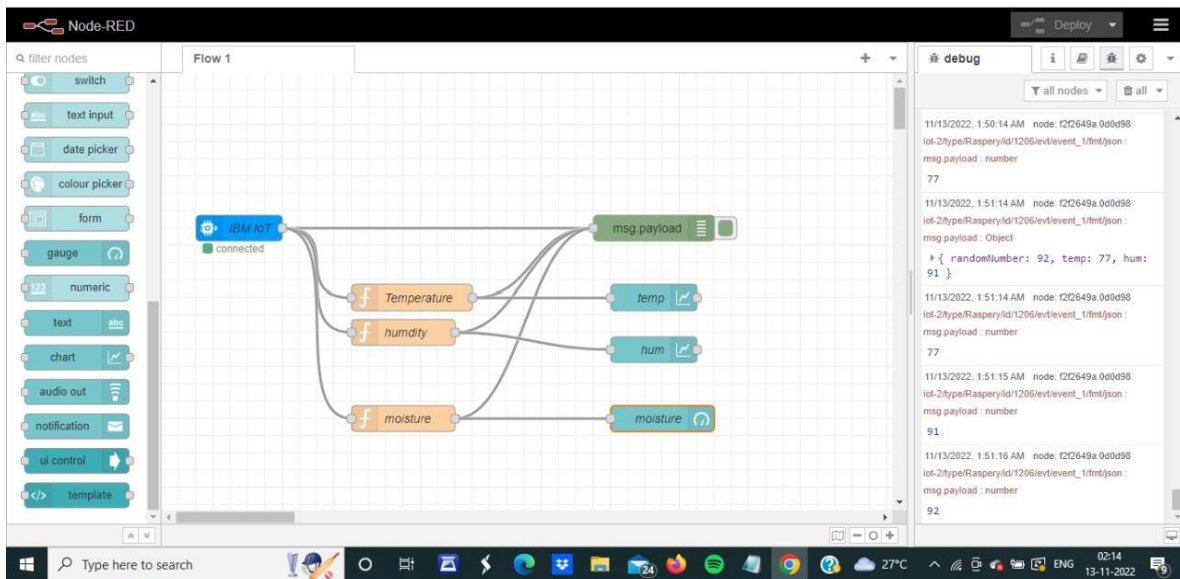 Node-RED
Deploy
filter nodes
Flow 1
debug
i
all nodes
all
switch
abc text input
date picker
colour picker
form
gauge
123 numeric
text abc
chart
audio out
notification
ui control
</> template
IBM IoT
connected
f Temperature
f humdity
f moisture
msg.payload
temp
hum
moisture
11/13/2022, 1:50:14 AM node: f2f2649a.0d0d98
iot-2/type/Raspery/id/1206/evt/event_1/fmt/json :
msg.payload : number
77
11/13/2022, 1:51:14 AM node: f2f2649a.0d0d98
iot-2/type/Raspery/id/1206/evt/event_1/fmt/json :
msg.payload : Object
{ randomNumber: 92, temp: 77, hum:
91 }
11/13/2022, 1:51:14 AM node: f2f2649a.0d0d98
iot-2/type/Raspery/id/1206/evt/event_1/fmt/json :
msg.payload : number
77
11/13/2022, 1:51:15 AM node: f2f2649a.0d0d98
iot-2/type/Raspery/id/1206/evt/event_1/fmt/json :
msg.payload : number
91
11/13/2022, 1:51:16 AM node: f2f2649a.0d0d98
iot-2/type/Raspery/id/1206/evt/event_1/fmt/json :
msg.payload : number
92
Type here to search
24
27°C
ENG
02:14
13-11-2022
9